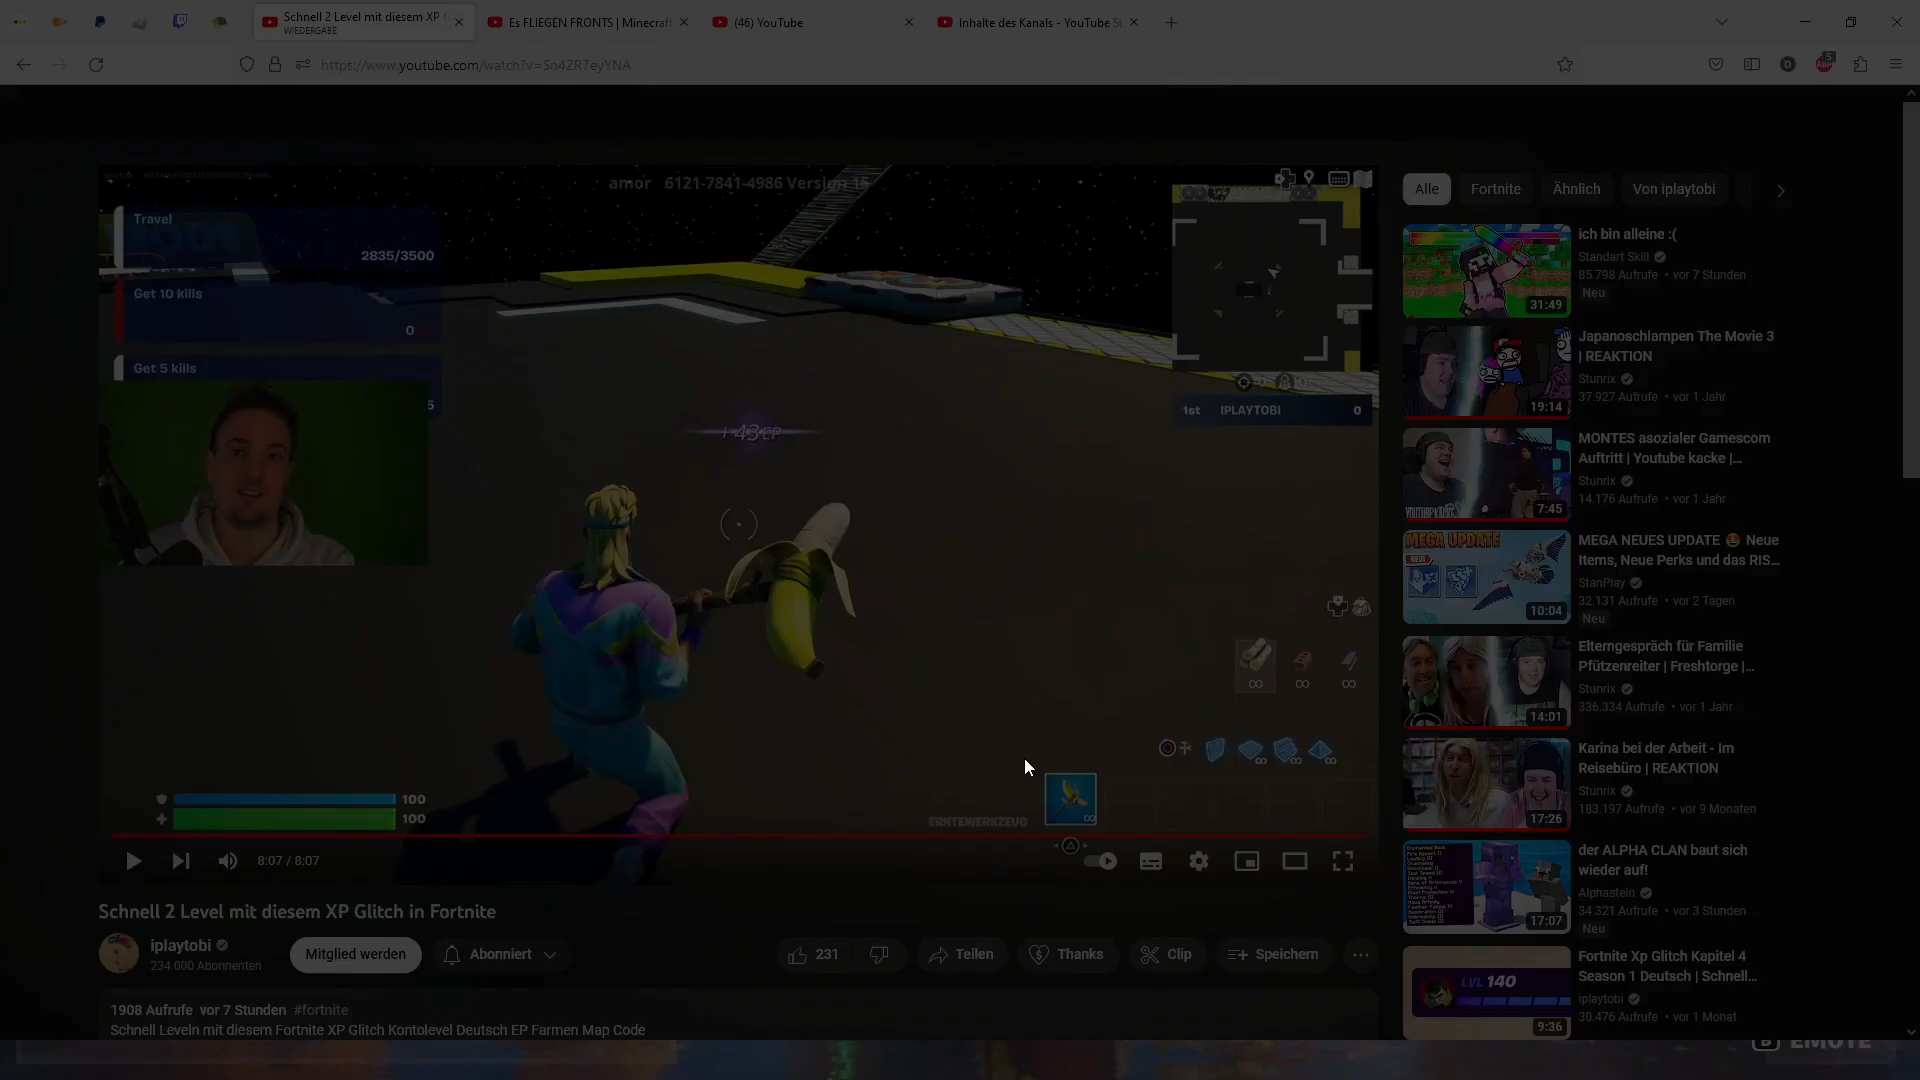 Schnell 2 Level mit diesem XP G
WIEDERGABE
Es FLIEGEN FRONTS | Minecraft
(46) YouTube
Inhalte des Kanals - YouTube St
https://www.youtube.com/watch?v=Sn4ZR7eyYNA
amor 6121-7841-4986 Version 15
Travel
2835/3500
Get 10 kills
0
Get 5 kills
5
+43 EP
1st IPLAYTOBI 0
100
100
ERNTEWERKZEUG
8:07 / 8:07
Schnell 2 Level mit diesem XP Glitch in Fortnite
iplaytobi
234.000 Abonnenten
Mitglied werden
Abonniert
231
Teilen
Thanks
Clip
Speichern
1908 Aufrufe vor 7 Stunden #fortnite
Schnell Leveln mit diesem Fortnite XP Glitch Kontolevel Deutsch EP Farmen Map Code
Alle
Fortnite
Ähnlich
Von iplaytobi
31:49
ich bin alleine :(
Standart Skill
85.798 Aufrufe • vor 7 Stunden
Neu
19:14
Japanoschlampen The Movie 3
| REAKTION
Stunrix
37.927 Aufrufe • vor 1 Jahr
7:45
MONTES asozialer Gamescom
Auftritt | Youtube kacke |...
Stunrix
14.176 Aufrufe • vor 1 Jahr
MEGA UPDATE
10:04
MEGA NEUES UPDATE 🤩 Neue
Items, Neue Perks und das RIS...
StanPlay
32.131 Aufrufe • vor 2 Tagen
Neu
14:01
Elterngespräch für Familie
Pfützenreiter | Freshtorge |...
Stunrix
336.334 Aufrufe • vor 1 Jahr
17:26
Karina bei der Arbeit - Im
Reisebüro | REAKTION
Stunrix
183.197 Aufrufe • vor 9 Monaten
17:07
der ALPHA CLAN baut sich
wieder auf!
Alphastein
34.321 Aufrufe • vor 3 Stunden
Neu
LVL 140
9:36
Fortnite Xp Glitch Kapitel 4
Season 1 Deutsch | Schnell...
iplaytobi
30.476 Aufrufe • vor 1 Monat
B EMOTE